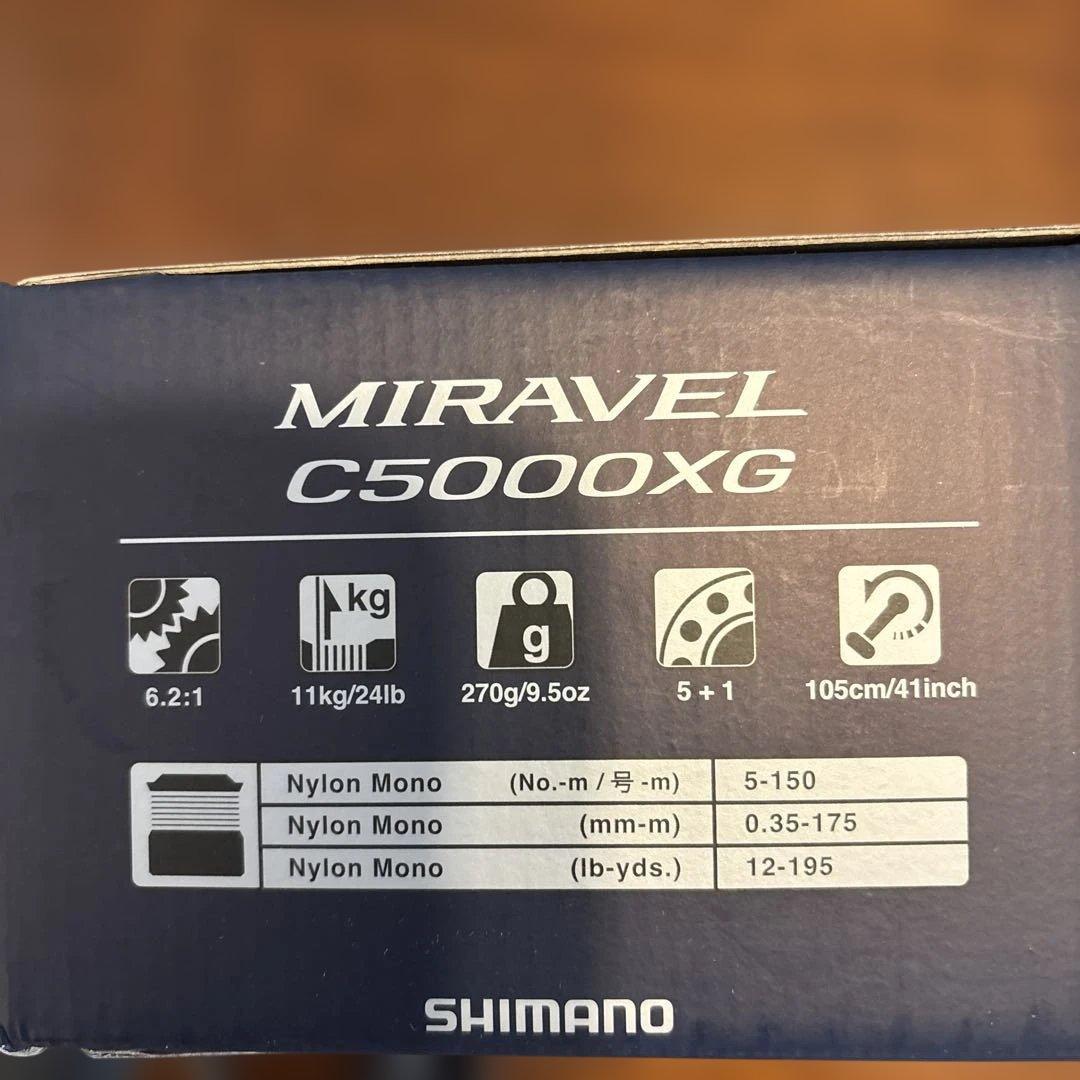 MIRAVEL
C5000XG
kg
g
6.2:1 11kg/24lb 270g/9.5oz 5+1 105cm/41inch
Nylon Mono (No.-m / 号 -m) 5-150
Nylon Mono (mm-m) 0.35-175
Nylon Mono (lb-yds.) 12-195
SHIMANO